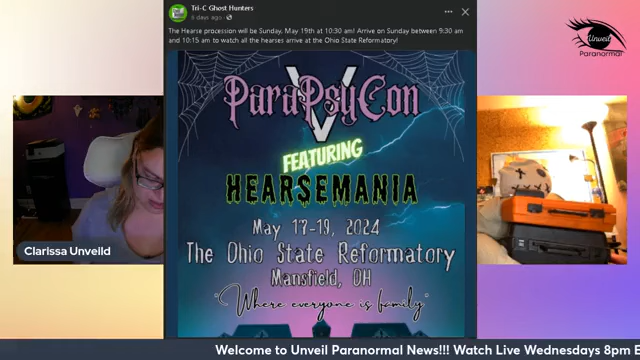 Tri-C Ghost Hunters
6 days ago
The Hearse procession will be Sunday, May 19th at 10:30 am! Arrive on Sunday between 9:30 am
and 10:15 am to watch all the hearses arrive at the Ohio State Reformatory!
V
ParaPsyCon
FEATURING
HEARSEMANIA
May 17-19, 2024
The Ohio State Reformatory
Mansfield, OH
"Where everyone is family"
Unveil
Paranormal
Clarissa Unveild
Welcome to Unveil Paranormal News!!! Watch Live Wednesdays 8pm E